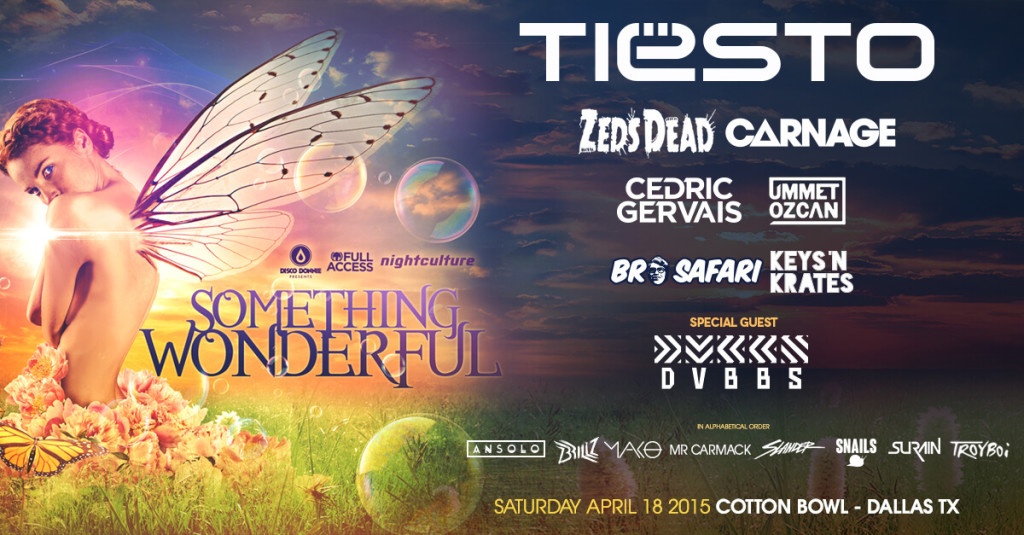 DISCO DONNIE
PRESENTS
FULL
ACCESS
nightculture
SOMETHING
WONDERFUL
TIËSTO
ZEDS DEAD CARNAGE
CEDRIC
GERVAIS
UMMET
OZCAN
BRO SAFARI
KEYS'N
KRATES
SPECIAL GUEST
DVBBS
IN ALPHABETICAL ORDER
ANSOLO BRILLZ MAKO MR CARMACK SLANDER SNAILS SURAIN TROYBOI
SATURDAY APRIL 18 2015 COTTON BOWL - DALLAS TX